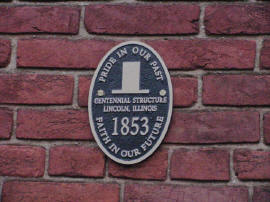 PRIDE IN OUR PAST
CENTENNIAL STRUCTURE
LINCOLN, ILLINOIS
1853
FAITH IN OUR FUTURE